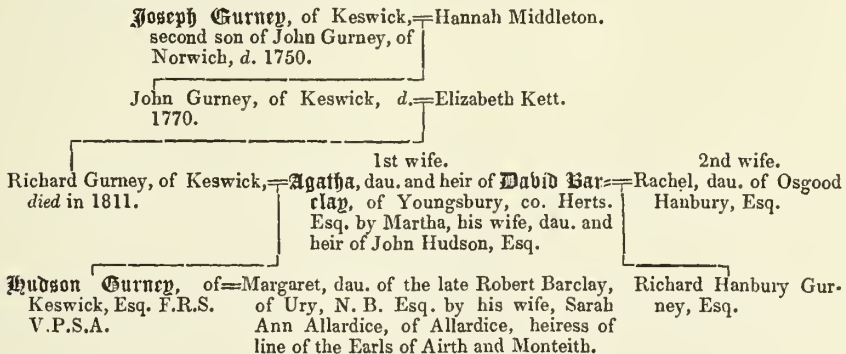 Joseph Gurney, of Keswick,=Hannah Middleton.
second son of John Gurney, of
Norwich, d. 1750.
John Gurney, of Keswick, d.=Elizabeth Kett.
1770.
1st wife. 2nd wife.
Richard Gurney, of Keswick,=Agatha, dau. and heir of David Bar-=Rachel, dau. of Osgood
died in 1811. clay, of Youngsbury, co. Herts. Hanbury, Esq.
Esq. by Martha, his wife, dau. and
heir of John Hudson, Esq.
Hudson Gurney, of=Margaret, dau. of the late Robert Barclay, Richard Hanbury Gur-
Keswick, Esq. F.R.S. of Ury, N. B. Esq. by his wife, Sarah ney, Esq.
V.P.S.A. Ann Allardice, of Allardice, heiress of
line of the Earls of Airth and Monteith.